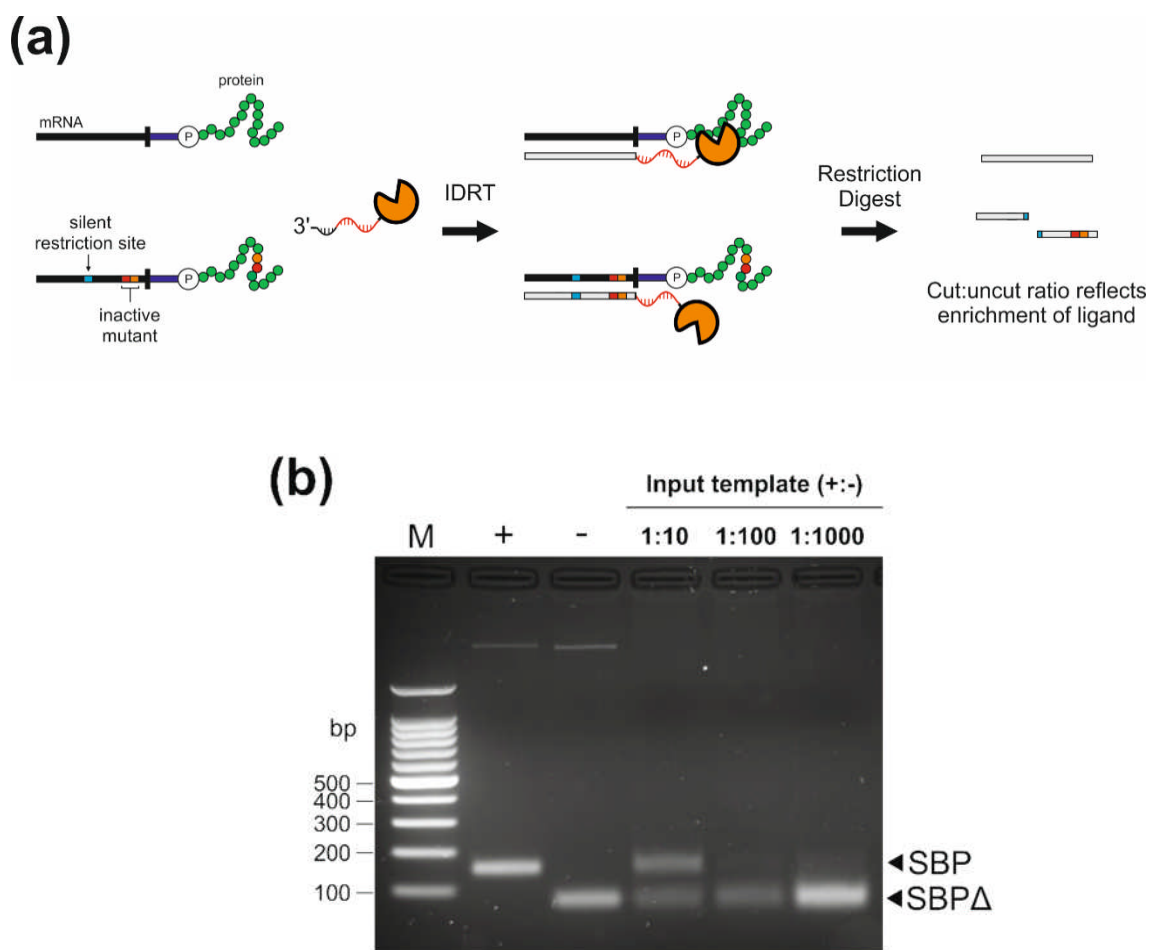 (a)
protein
mRNA
P
P
silent
restriction site
3'
IDRT
Restriction
Digest
P
P
inactive
mutant
Cut:uncut ratio reflects
enrichment of ligand
(b)
Input template (+:-)
M + - 1:10 1:100 1:1000
bp
500
400
300
200
100
SBP
SBPΔ